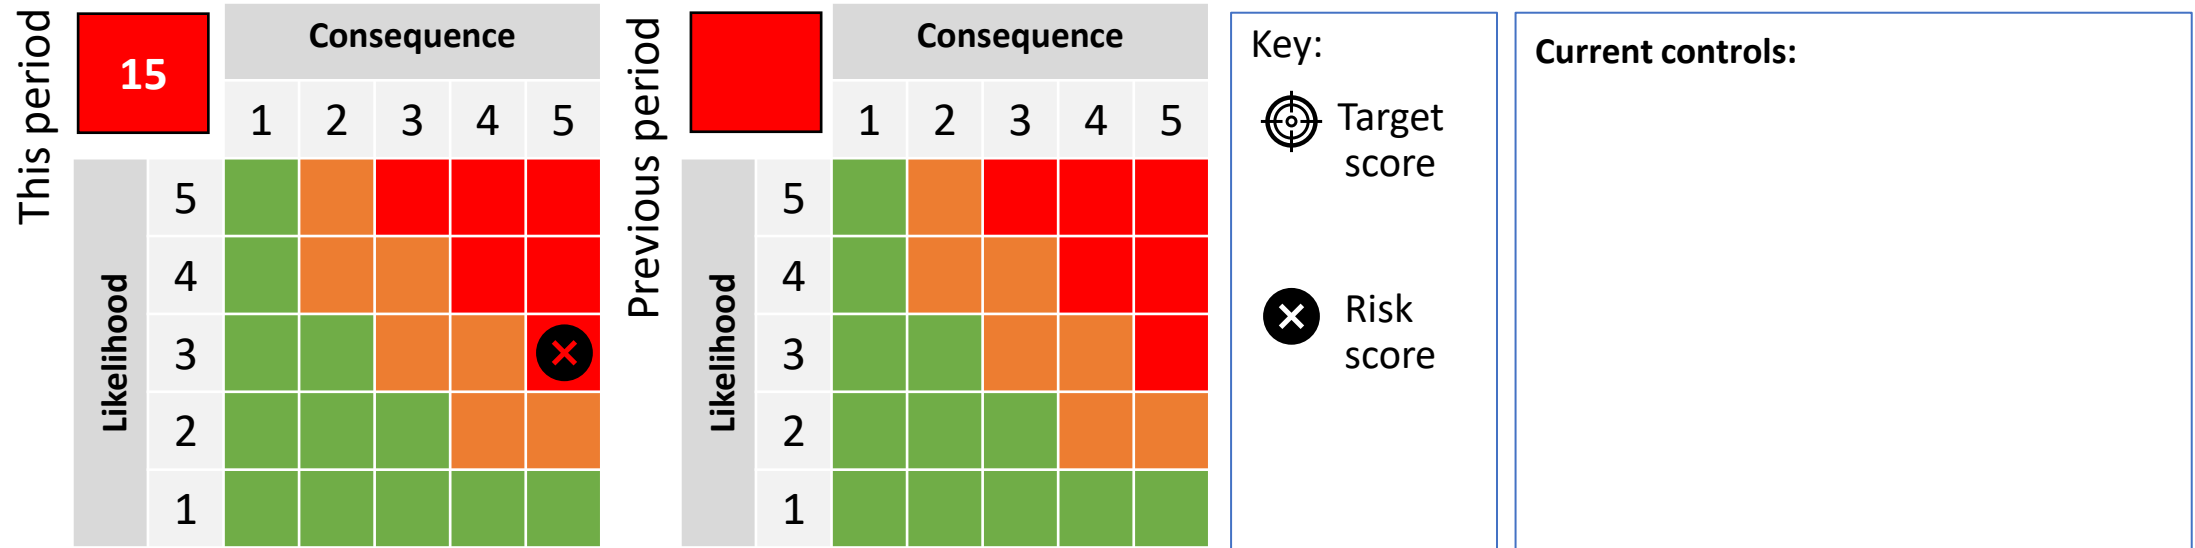 This period
15
Consequence
1 2 3 4 5
Likelihood
5
4
3
2
1
Previous period
Consequence
1 2 3 4 5
Likelihood
5
4
3
2
1
Key:
Target
score
Risk
score
Current controls: